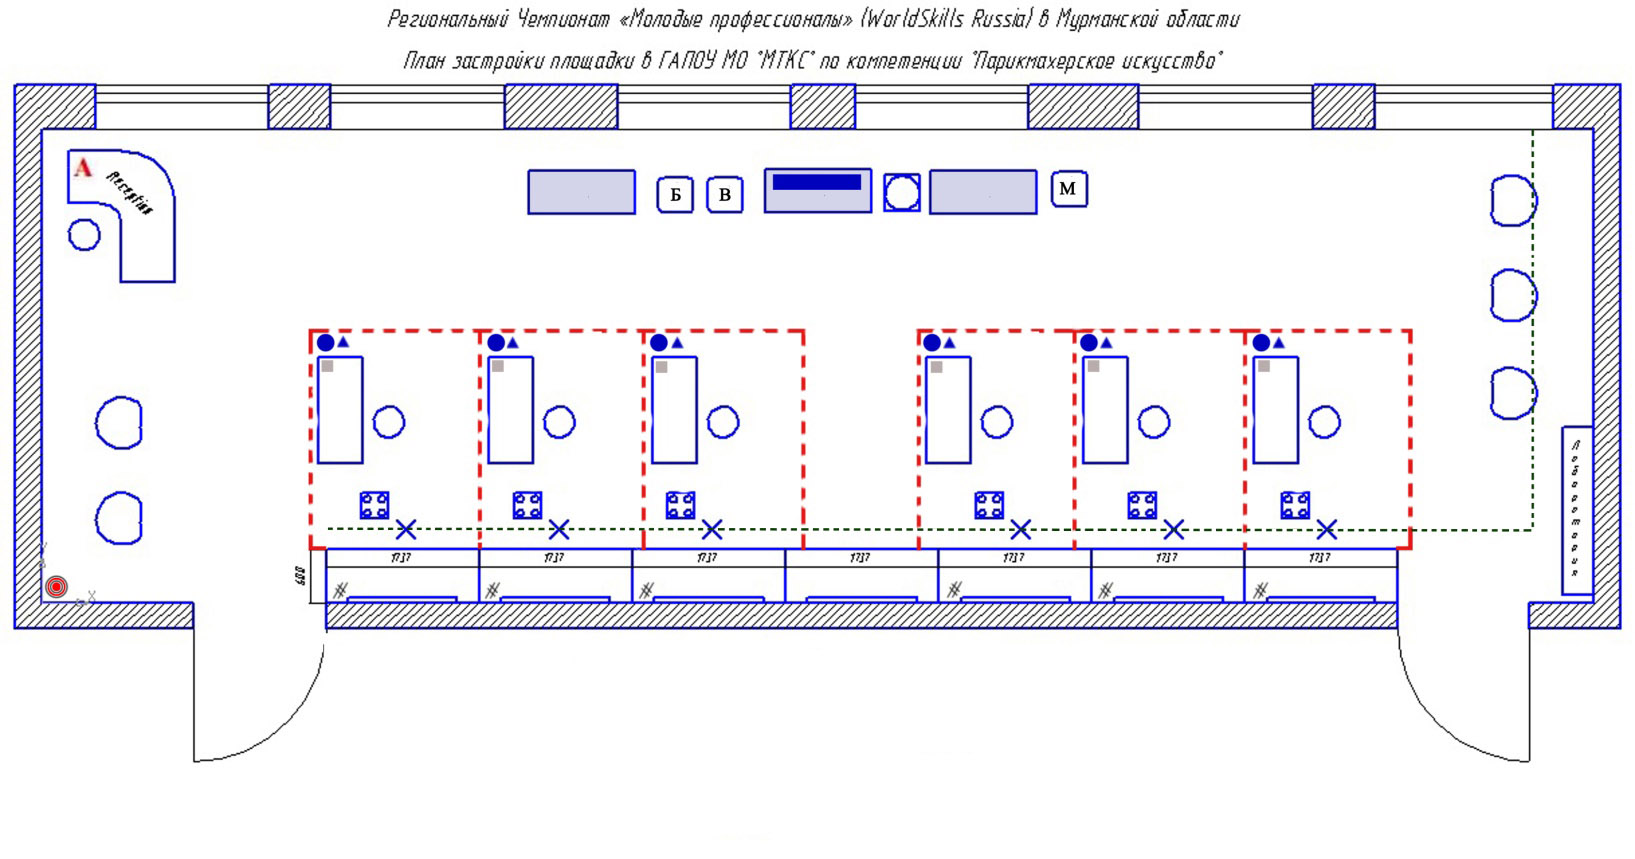 Региональный Чемпионат «Молодые профессионалы» (WorldSkills Russia) в Мурманской области
План застройки площадки в ГАПОУ МО "МТКС" по компетенции "Парикмахерское искусство"
A
Reception
Б
В
М
Лаборатория
1737
1737
1737
1737
1737
1737
1737
600
#
#
#
#
#
#
Y
X